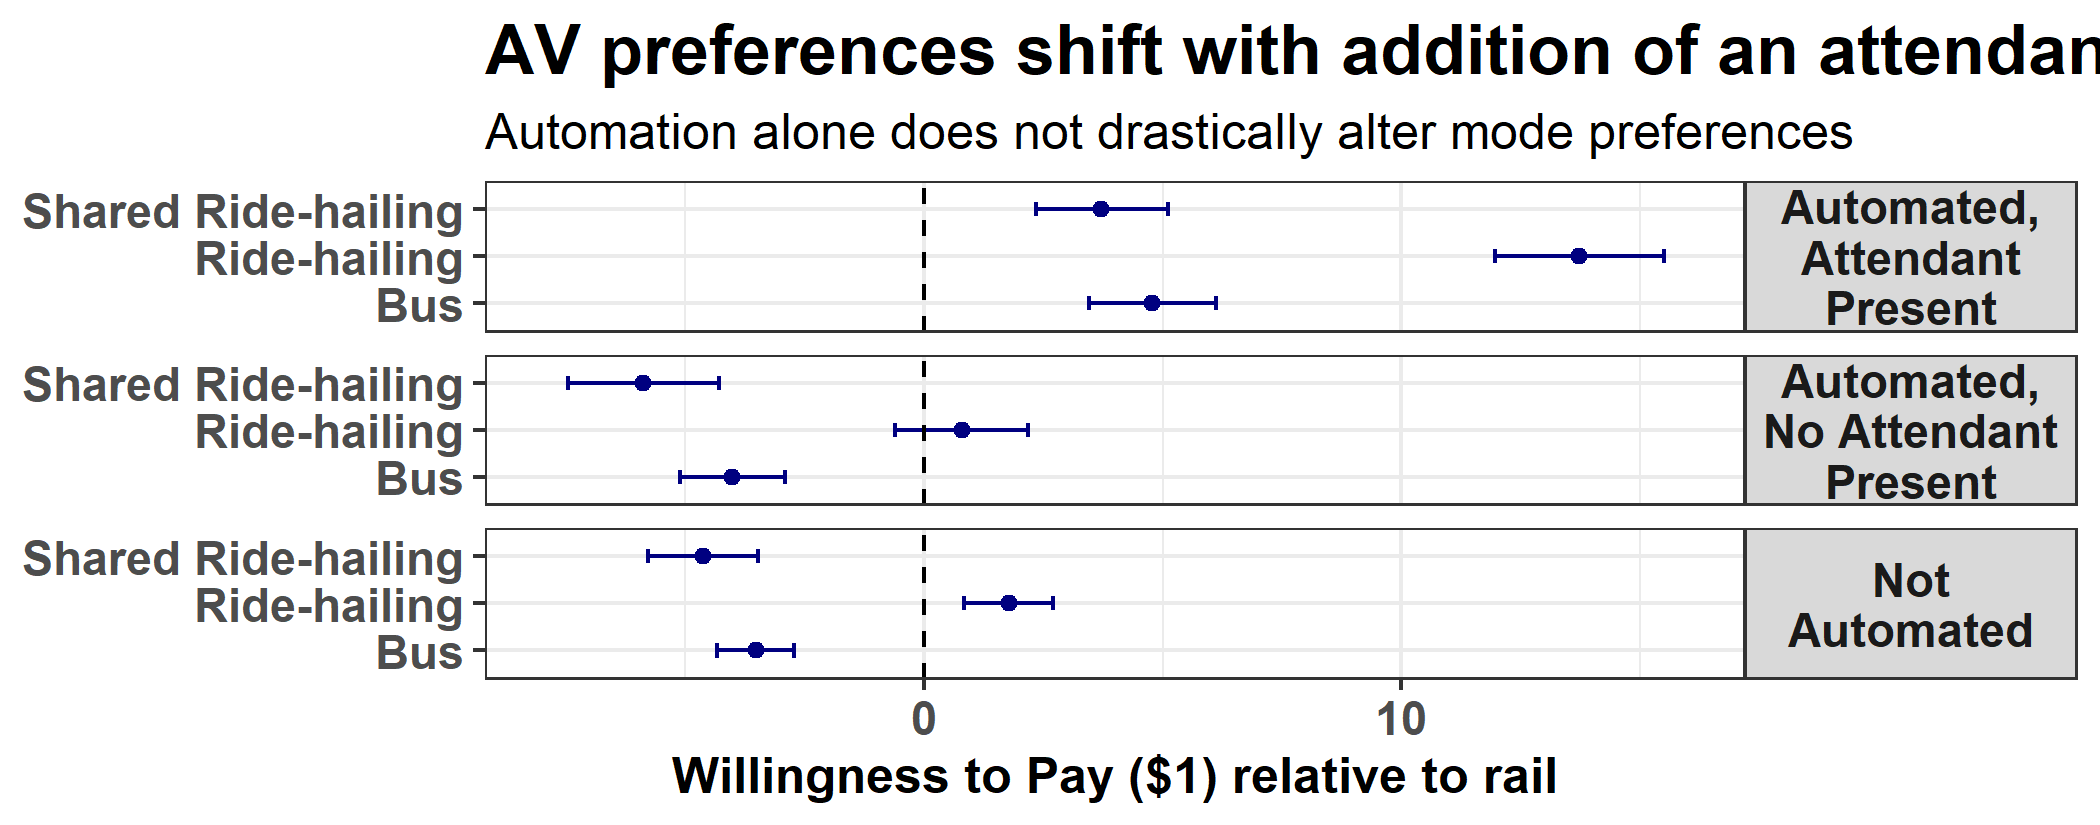 AV preferences shift with addition of an attendan
Automation alone does not drastically alter mode preferences
Shared Ride-hailing
Ride-hailing
Bus
Automated,
Attendant
Present
Shared Ride-hailing
Ride-hailing
Bus
Automated,
No Attendant
Present
Shared Ride-hailing
Ride-hailing
Bus
Not
Automated
0
10
Willingness to Pay ($1) relative to rail